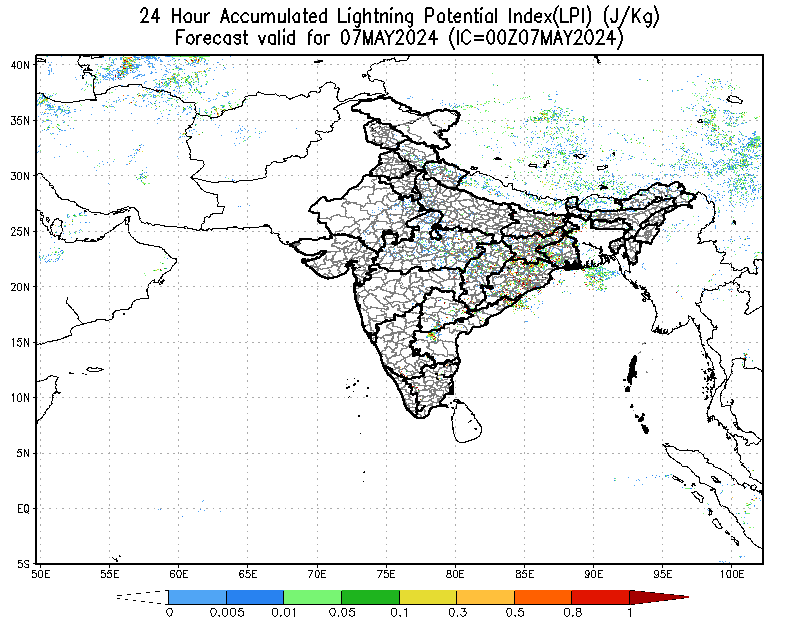 24 Hour Accumulated Lightning Potential Index(LPI) (J/Kg)
Forecast valid for 07MAY2024 (IC=00Z07MAY2024)
40N
35N
30N
25N
20N
15N
10N
5N
EQ
5S
50E 55E 60E 65E 70E 75E 80E 85E 90E 95E 100E
0 0.005 0.01 0.05 0.1 0.3 0.5 0.8 1